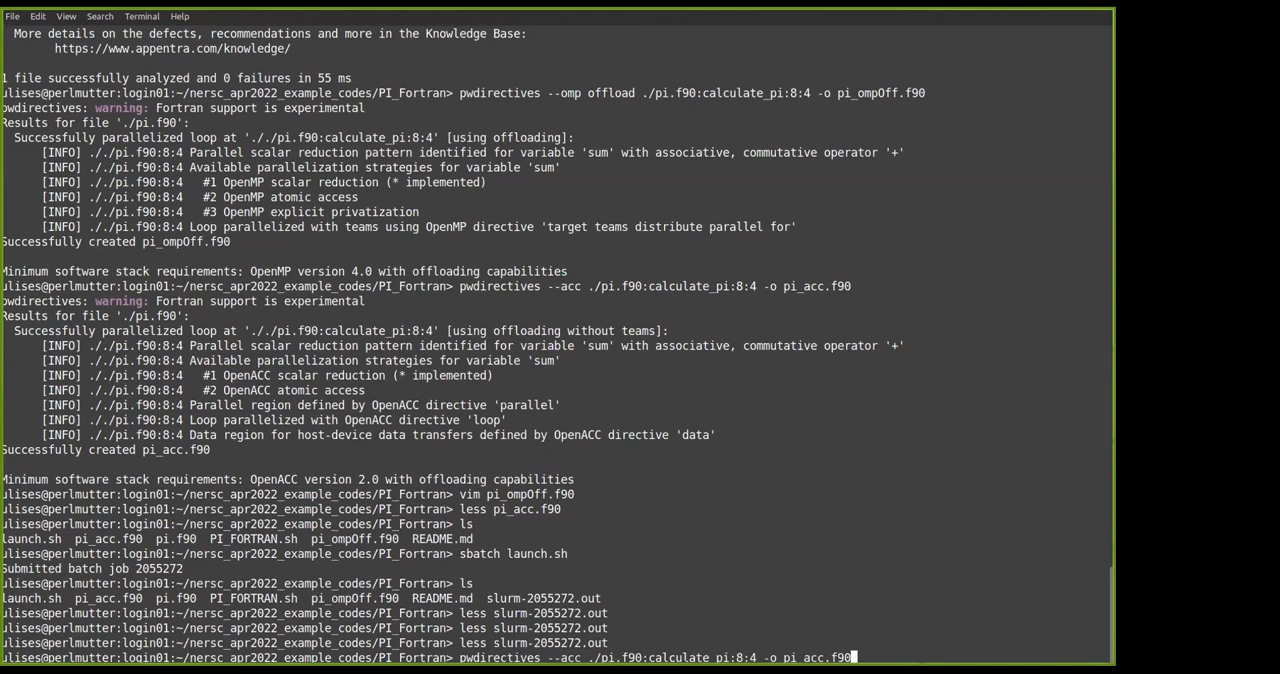 File Edit View Search Terminal Help
More details on the defects, recommendations and more in the Knowledge Base:
https://www.appentra.com/knowledge/
1 file successfully analyzed and 0 failures in 55 ms
ulises@perlmutter:login01:~/nersc_apr2022_example_codes/PI_Fortran> pwdirectives --omp offload ./pi.f90:calculate_pi:8:4 -o pi_ompOff.f90
pwdirectives: warning: Fortran support is experimental
Results for file './pi.f90':
Successfully parallelized loop at '././pi.f90:calculate_pi:8:4' [using offloading]:
[INFO] ././pi.f90:8:4 Parallel scalar reduction pattern identified for variable 'sum' with associative, commutative operator '+'
[INFO] ././pi.f90:8:4 Available parallelization strategies for variable 'sum'
[INFO] ././pi.f90:8:4 #1 OpenMP scalar reduction (* implemented)
[INFO] ././pi.f90:8:4 #2 OpenMP atomic access
[INFO] ././pi.f90:8:4 #3 OpenMP explicit privatization
[INFO] ././pi.f90:8:4 Loop parallelized with teams using OpenMP directive 'target teams distribute parallel for'
Successfully created pi_ompOff.f90
Minimum software stack requirements: OpenMP version 4.0 with offloading capabilities
ulises@perlmutter:login01:~/nersc_apr2022_example_codes/PI_Fortran> pwdirectives --acc ./pi.f90:calculate_pi:8:4 -o pi_acc.f90
pwdirectives: warning: Fortran support is experimental
Results for file './pi.f90':
Successfully parallelized loop at '././pi.f90:calculate_pi:8:4' [using offloading without teams]:
[INFO] ././pi.f90:8:4 Parallel scalar reduction pattern identified for variable 'sum' with associative, commutative operator '+'
[INFO] ././pi.f90:8:4 Available parallelization strategies for variable 'sum'
[INFO] ././pi.f90:8:4 #1 OpenACC scalar reduction (* implemented)
[INFO] ././pi.f90:8:4 #2 OpenACC atomic access
[INFO] ././pi.f90:8:4 Parallel region defined by OpenACC directive 'parallel'
[INFO] ././pi.f90:8:4 Loop parallelized with OpenACC directive 'loop'
[INFO] ././pi.f90:8:4 Data region for host-device data transfers defined by OpenACC directive 'data'
Successfully created pi_acc.f90
Minimum software stack requirements: OpenACC version 2.0 with offloading capabilities
ulises@perlmutter:login01:~/nersc_apr2022_example_codes/PI_Fortran> vim pi_ompOff.f90
ulises@perlmutter:login01:~/nersc_apr2022_example_codes/PI_Fortran> less pi_acc.f90
ulises@perlmutter:login01:~/nersc_apr2022_example_codes/PI_Fortran> ls
launch.sh pi_acc.f90 pi.f90 PI_FORTRAN.sh pi_ompOff.f90 README.md
ulises@perlmutter:login01:~/nersc_apr2022_example_codes/PI_Fortran> sbatch launch.sh
Submitted batch job 2055272
ulises@perlmutter:login01:~/nersc_apr2022_example_codes/PI_Fortran> ls
launch.sh pi_acc.f90 pi.f90 PI_FORTRAN.sh pi_ompOff.f90 README.md slurm-2055272.out
ulises@perlmutter:login01:~/nersc_apr2022_example_codes/PI_Fortran> less slurm-2055272.out
ulises@perlmutter:login01:~/nersc_apr2022_example_codes/PI_Fortran> less slurm-2055272.out
ulises@perlmutter:login01:~/nersc_apr2022_example_codes/PI_Fortran> less slurm-2055272.out
ulises@perlmutter:login01:~/nersc_apr2022_example_codes/PI_Fortran> pwdirectives --acc ./pi.f90:calculate_pi:8:4 -o pi_acc.f90